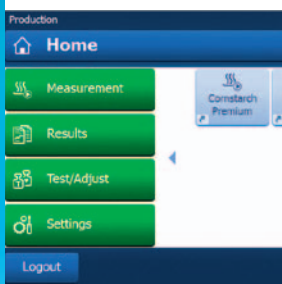 Production
Home
Measurement
Cornstarch
Premium
Results
Test/Adjust
Settings
Logout